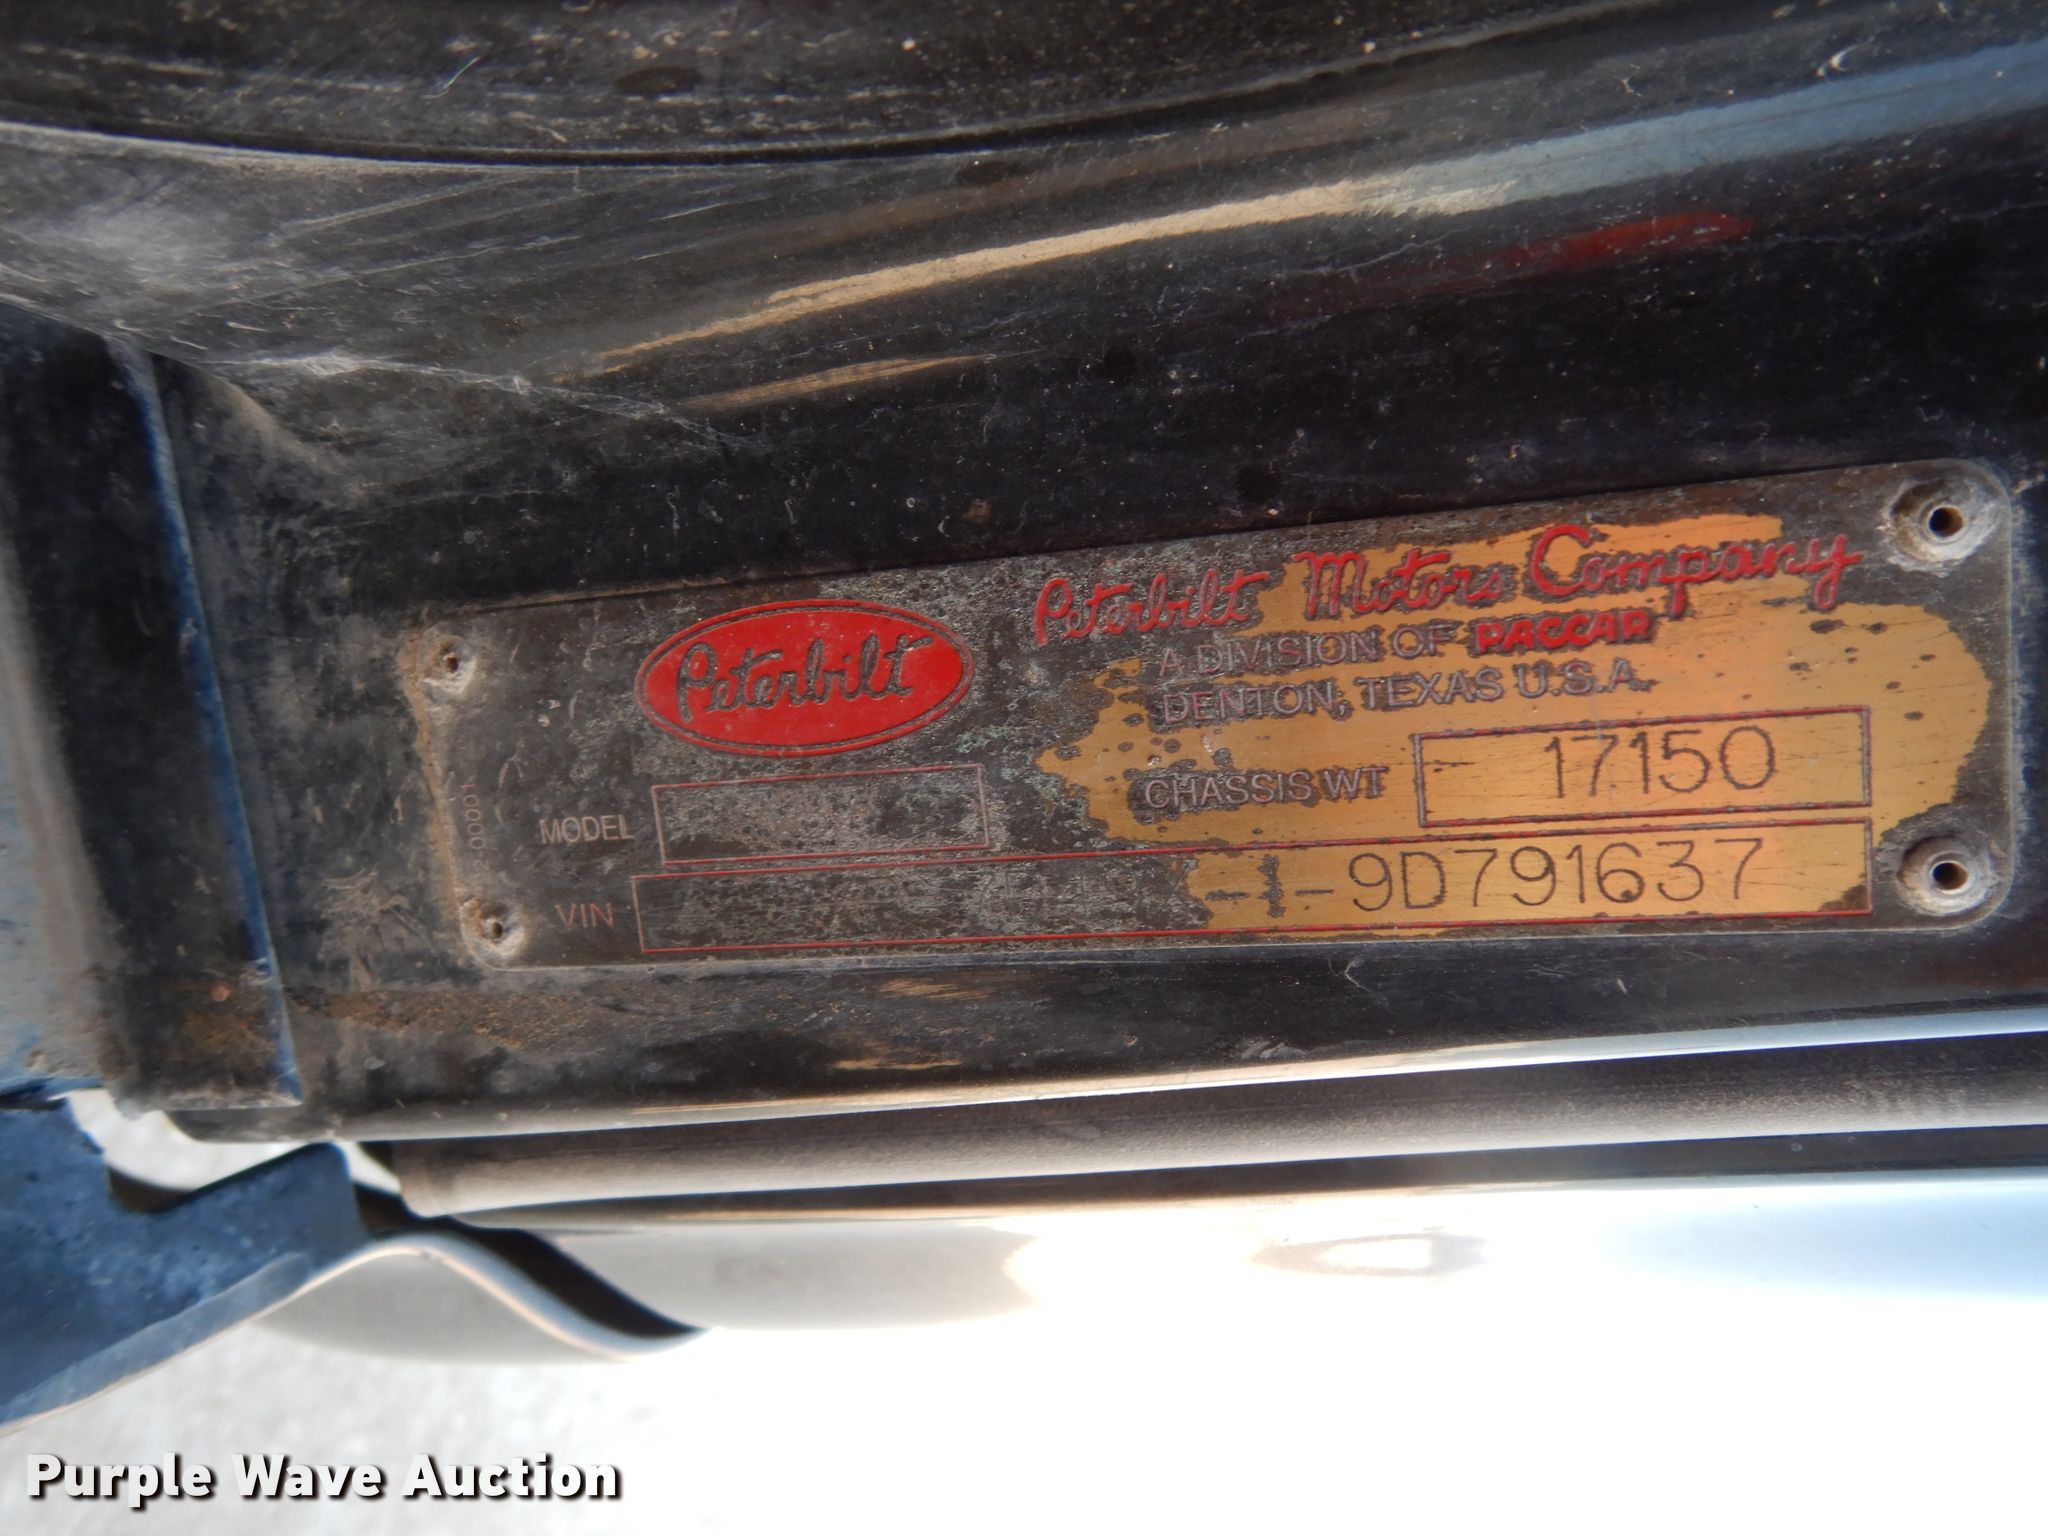 Peterbilt
Peterbilt Motors Company
A DIVISION OF PACCAR
DENTON, TEXAS U.S.A.
CHASSIS WT 17150
MODEL
VIN -1-9D791637
Purple Wave Auction